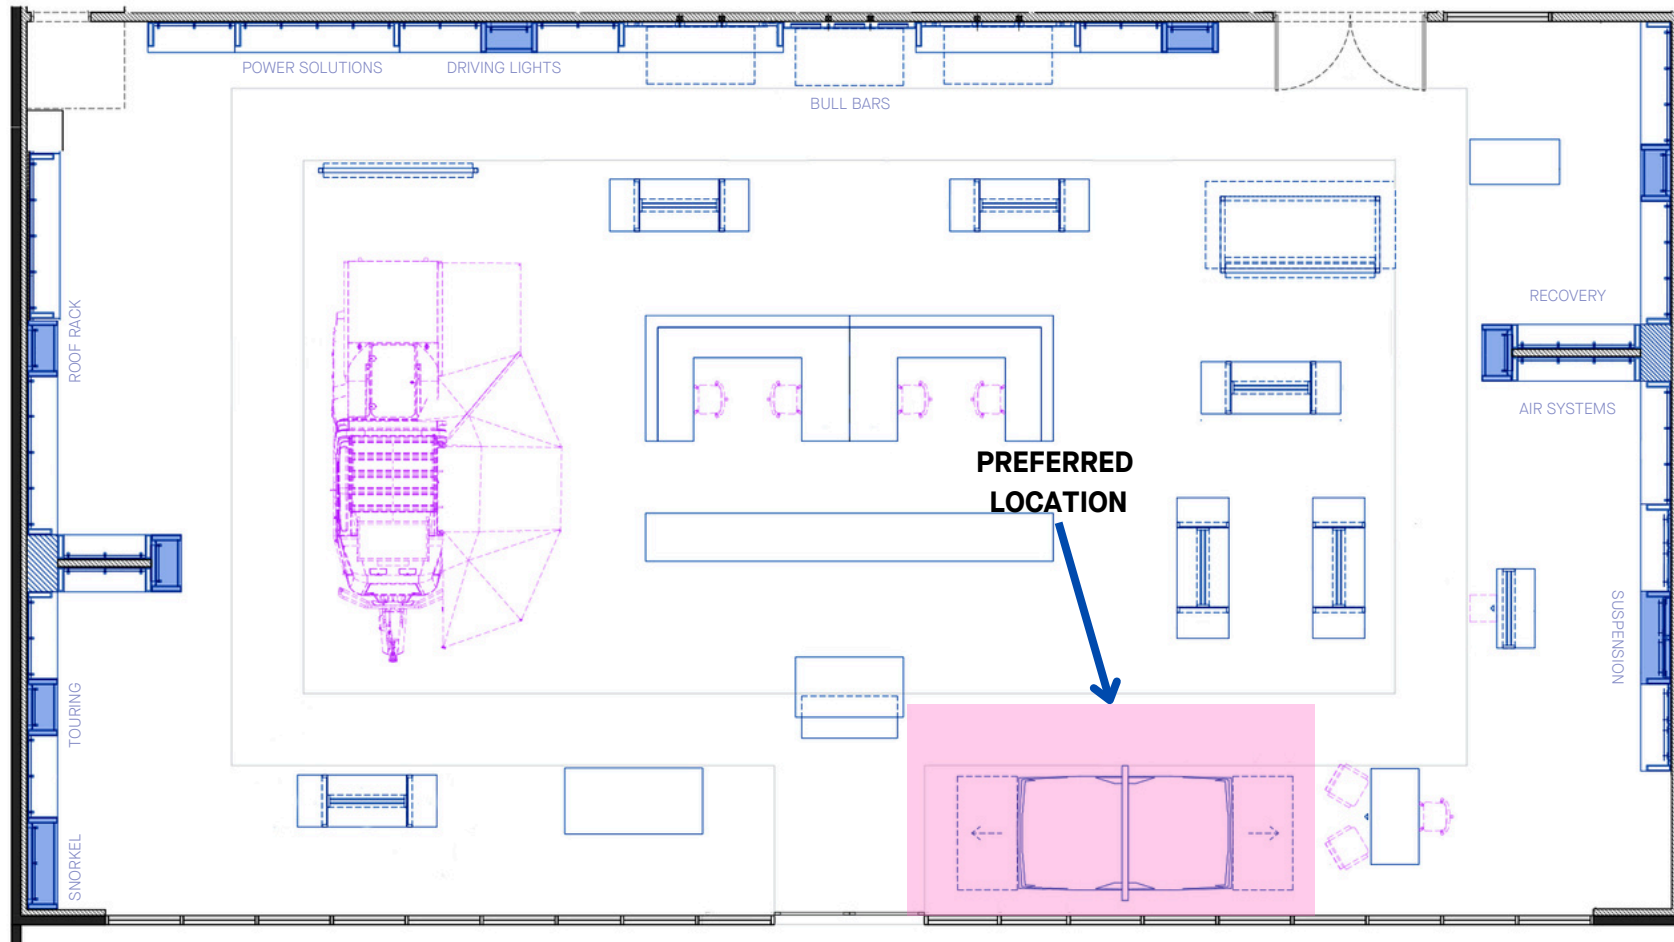 POWER SOLUTIONS
DRIVING LIGHTS
BULL BARS
ROOF RACK
RECOVERY
AIR SYSTEMS
PREFERRED
LOCATION
SUSPENSION
TOURING
SNORKEL